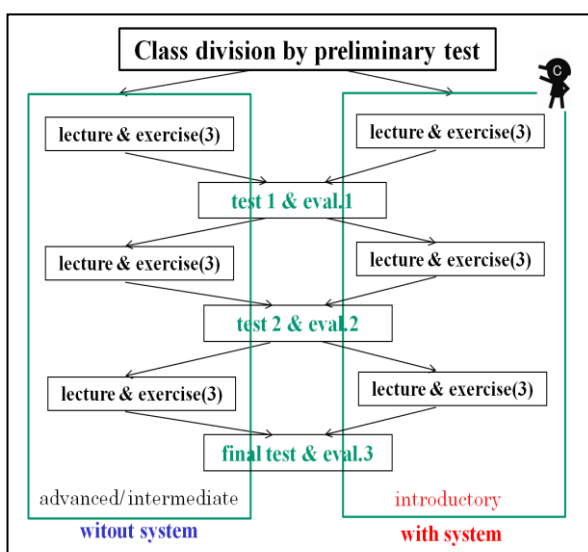 Class division by preliminary test
C
lecture & exercise(3)
lecture & exercise(3)
test 1 & eval.1
lecture & exercise(3)
lecture & exercise(3)
test 2 & eval.2
lecture & exercise(3)
lecture & exercise(3)
final test & eval.3
advanced/intermediate
introductory
witout system
with system